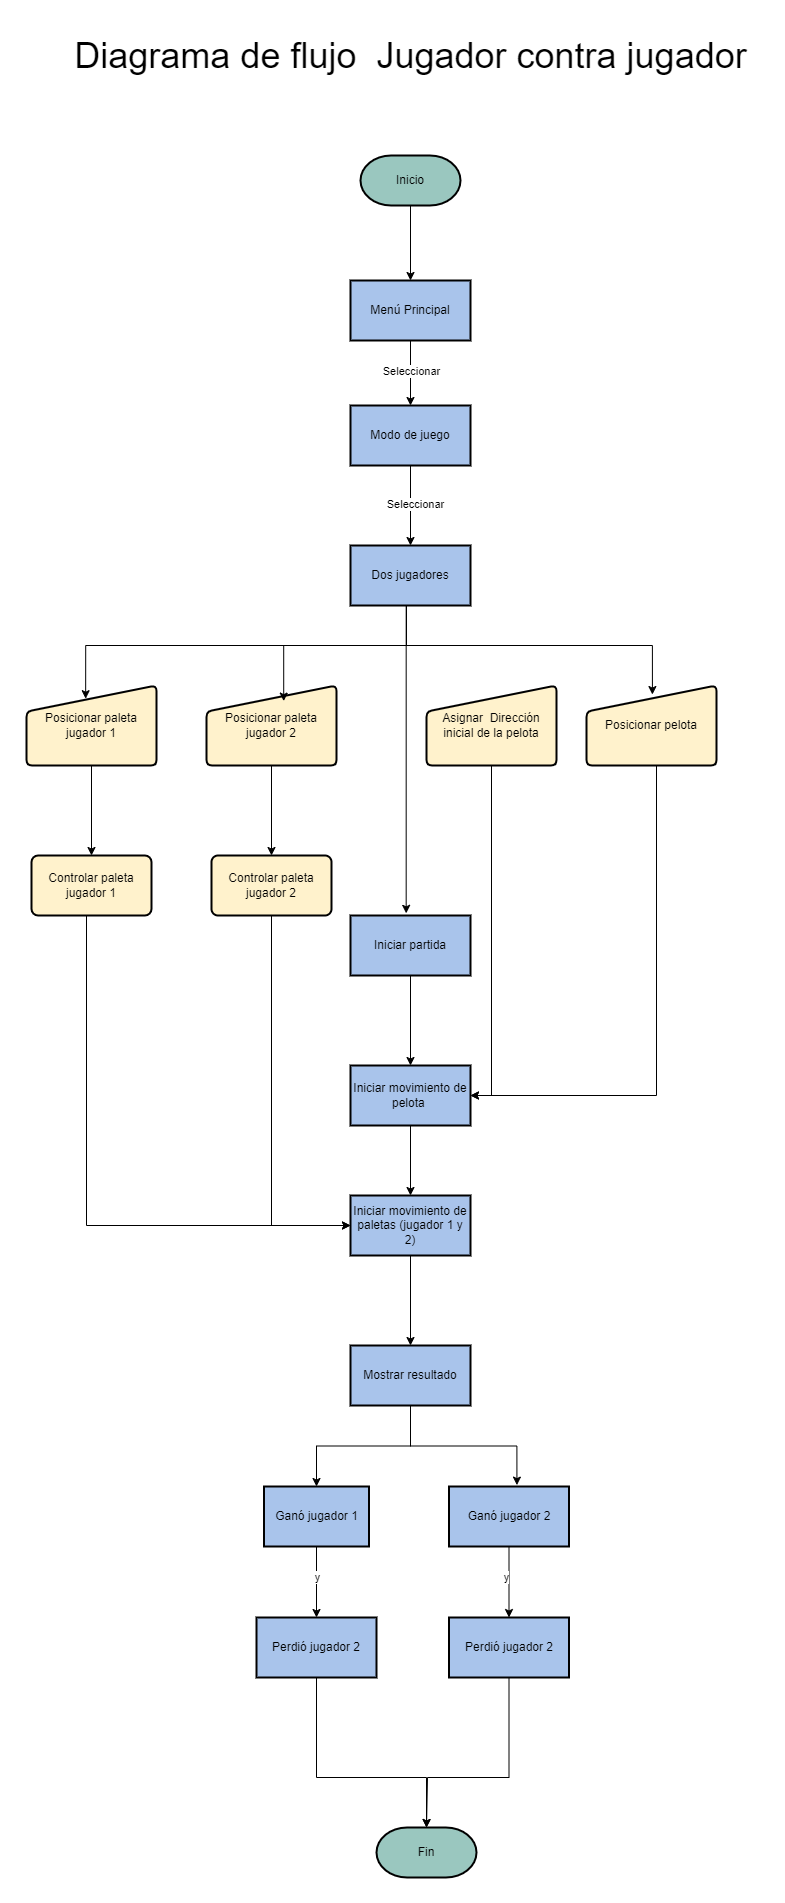 Diagrama de flujo  Jugador contra jugador
Inicio
Menú Principal
Seleccionar
Modo de juego
Seleccionar
Dos jugadores
Posicionar paleta
jugador 1
Posicionar paleta
jugador 2
Asignar  Dirección
inicial de la pelota
Posicionar pelota
Controlar paleta
jugador 1
Controlar paleta
jugador 2
Iniciar partida
Iniciar movimiento de
pelota
Iniciar movimiento de
paletas (jugador 1 y
2)
Mostrar resultado
Ganó jugador 1
Ganó jugador 2
y
y
Perdió jugador 2
Perdió jugador 2
Fin